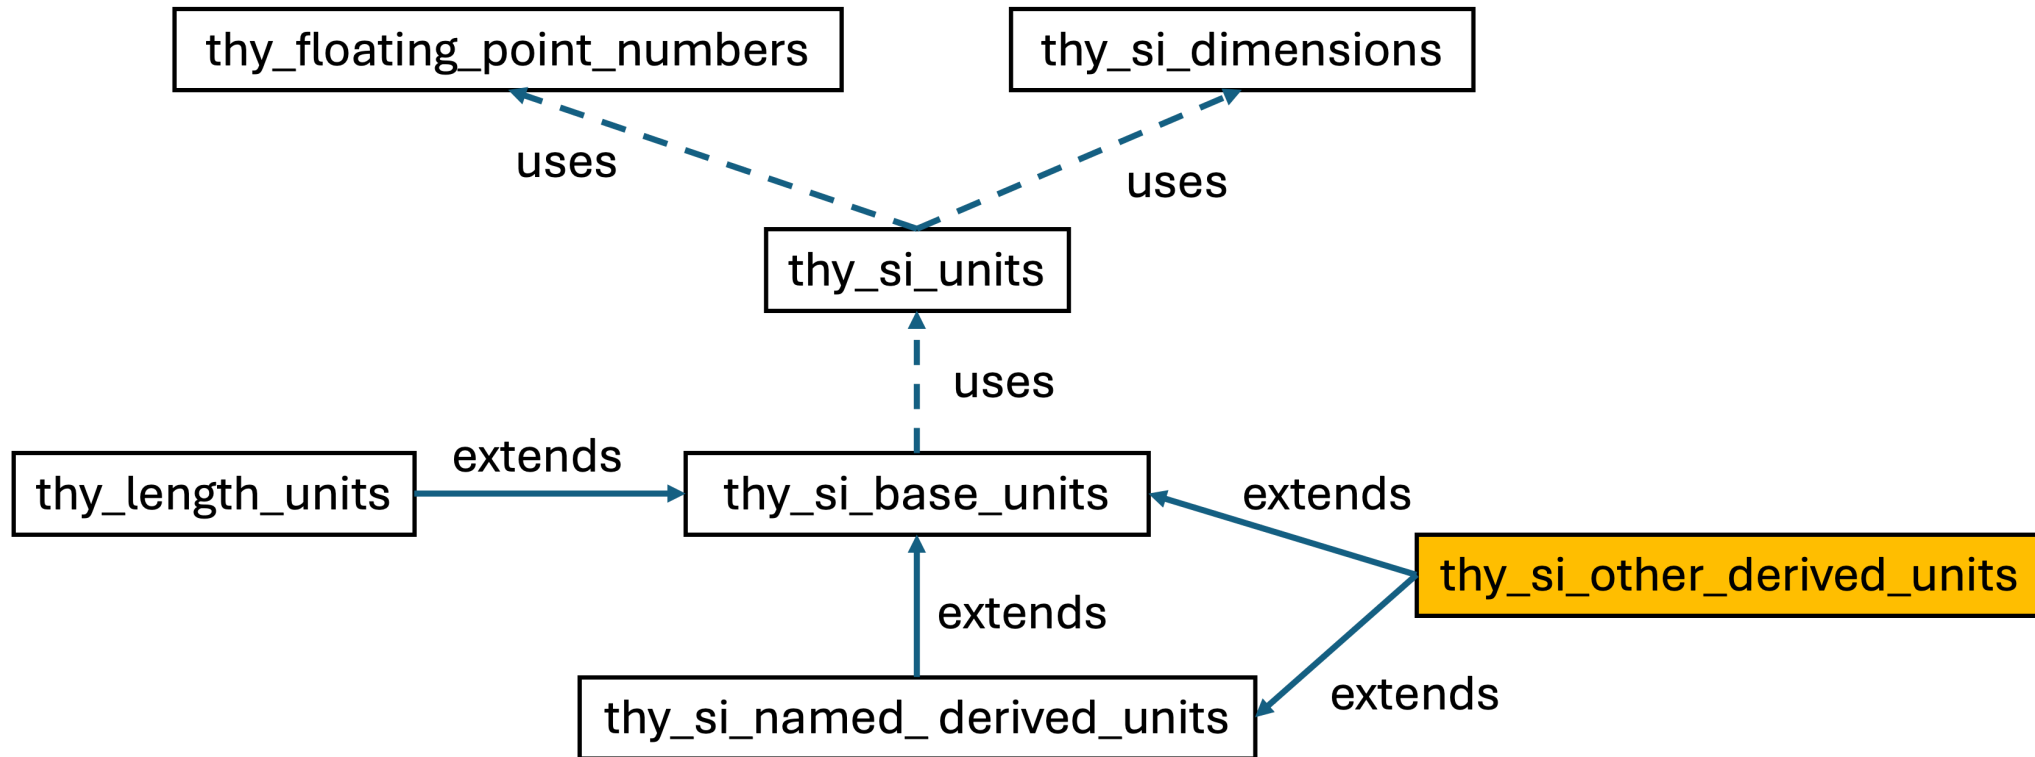 thy_floating_point_numbers
thy_si_dimensions
uses
uses
thy_si_units
uses
extends
thy_length_units
thy_si_base_units
extends
thy_si_other_derived_units
extends
extends
thy_si_named_ derived_units